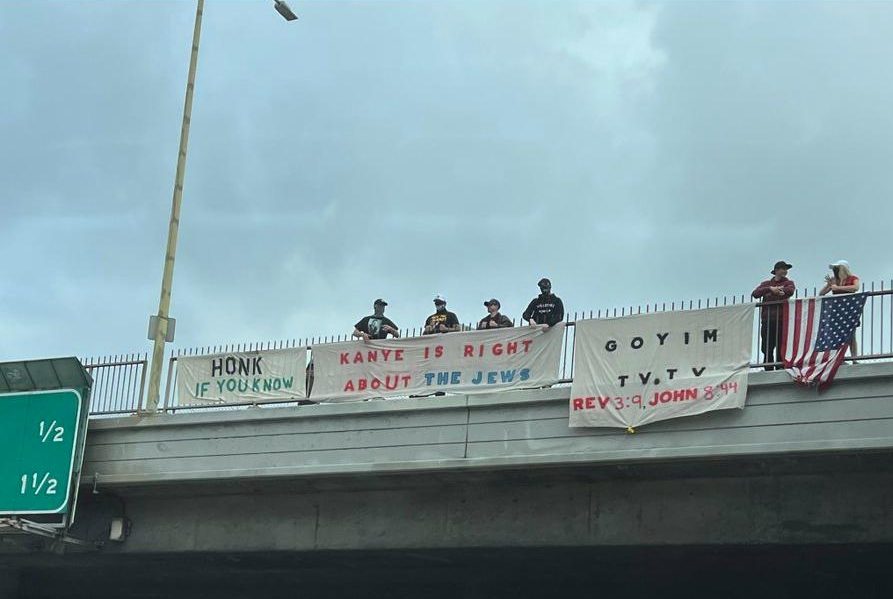 HONK
IF YOU KNOW
KANYE IS RIGHT
ABOUT THE JEWS
GOYIM
TV.TV
REV 3:9, JOHN 8:44
1/2
1 1/2